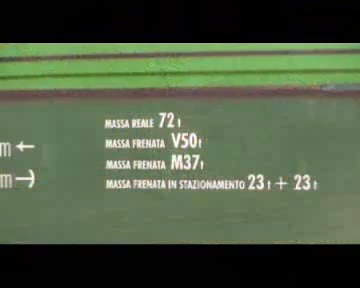 MASSA REALE 72 t
m ← MASSA FRENATA V50 t
MASSA FRENATA M37 t
m → MASSA FRENATA IN STAZIONAMENTO 23 t + 23 t